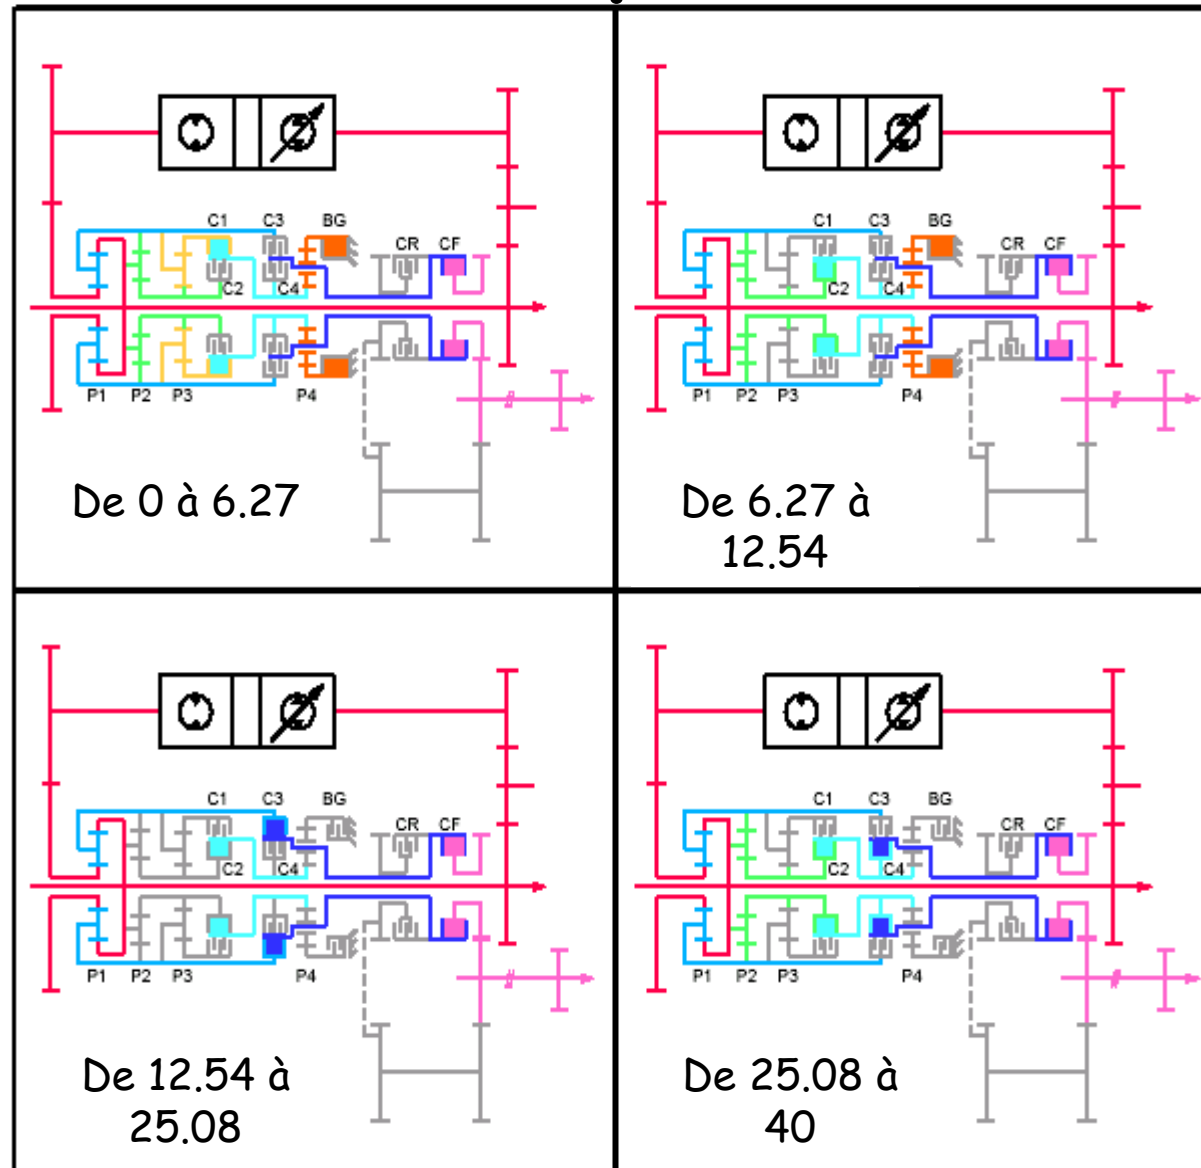 C1 C3 BG
CR CF
C2 C4
P1 P2 P3 P4
De 0 à 6.27
C1 C3 BG
CR CF
C2 C4
P1 P2 P3 P4
De 6.27 à
12.54
C1 C3 BG
CR CF
C2 C4
P1 P2 P3 P4
De 12.54 à
25.08
C1 C3 BG
CR CF
C2 C4
P1 P2 P3 P4
De 25.08 à
40